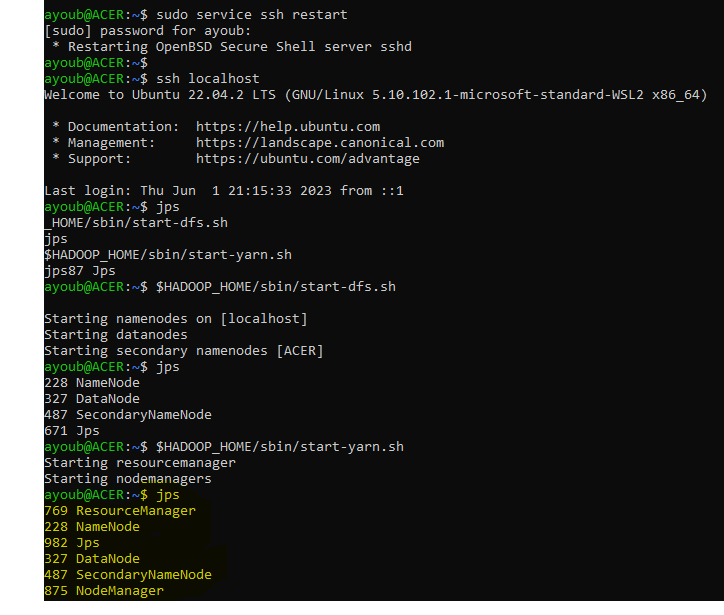 ayoub@ACER:~$ sudo service ssh restart
[sudo] password for ayoub:
 * Restarting OpenBSD Secure Shell server sshd
ayoub@ACER:~$
ayoub@ACER:~$ ssh localhost
Welcome to Ubuntu 22.04.2 LTS (GNU/Linux 5.10.102.1-microsoft-standard-WSL2 x86_64)

 * Documentation:  https://help.ubuntu.com
 * Management:     https://landscape.canonical.com
 * Support:        https://ubuntu.com/advantage

Last login: Thu Jun  1 21:15:33 2023 from ::1
ayoub@ACER:~$ jps
_HOME/sbin/start-dfs.sh
jps
$HADOOP_HOME/sbin/start-yarn.sh
jps87 Jps
ayoub@ACER:~$ $HADOOP_HOME/sbin/start-dfs.sh

Starting namenodes on [localhost]
Starting datanodes
Starting secondary namenodes [ACER]
ayoub@ACER:~$ jps
228 NameNode
327 DataNode
487 SecondaryNameNode
671 Jps
ayoub@ACER:~$ $HADOOP_HOME/sbin/start-yarn.sh
Starting resourcemanager
Starting nodemanagers
ayoub@ACER:~$ jps
769 ResourceManager
228 NameNode
982 Jps
327 DataNode
487 SecondaryNameNode
875 NodeManager